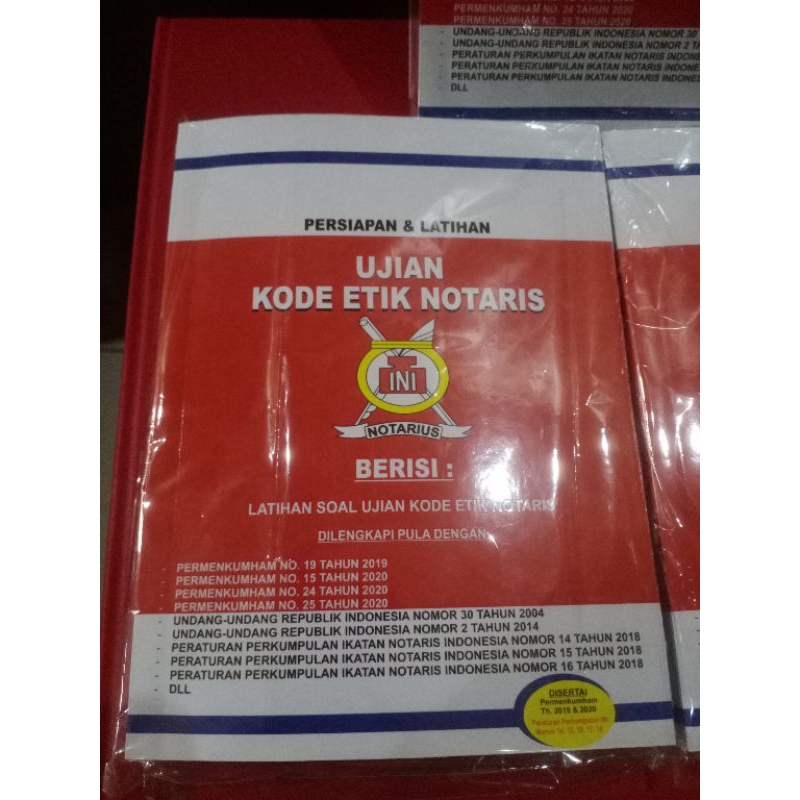 PERMENKUMHAM NO. 24 TAHUN 2020
PERMENKUMHAM NO. 25 TAHUN 2020
- UNDANG-UNDANG REPUBLIK INDONESIA NOMOR 30
- UNDANG-UNDANG REPUBLIK INDONESIA NOMOR 2
- PERATURAN PERKUMPULAN IKATAN NOTARIS
- PERATURAN PERKUMPULAN IKATAN NOTARIS
- PERATURAN PERKUMPULAN IKATAN NOTARIS
- DLL
PERSIAPAN & LATIHAN
UJIAN
KODE ETIK NOTARIS
INI
NOTARIUS
BERISI :
LATIHAN SOAL UJIAN KODE ETIK NOTARIS
DILENGKAPI PULA DENGAN
- PERMENKUMHAM NO. 19 TAHUN 2019
- PERMENKUMHAM NO. 15 TAHUN 2020
- PERMENKUMHAM NO. 24 TAHUN 2020
- PERMENKUMHAM NO. 25 TAHUN 2020
- UNDANG-UNDANG REPUBLIK INDONESIA NOMOR 30 TAHUN 2004
- UNDANG-UNDANG REPUBLIK INDONESIA NOMOR 2 TAHUN 2014
- PERATURAN PERKUMPULAN IKATAN NOTARIS INDONESIA NOMOR 14 TAHUN 2018
- PERATURAN PERKUMPULAN IKATAN NOTARIS INDONESIA NOMOR 15 TAHUN 2018
- PERATURAN PERKUMPULAN IKATAN NOTARIS INDONESIA NOMOR 16 TAHUN 2018
- DLL
DISERTAI
Permenkumham
Th. 2019 & 2020
Peraturan Perkumpulan